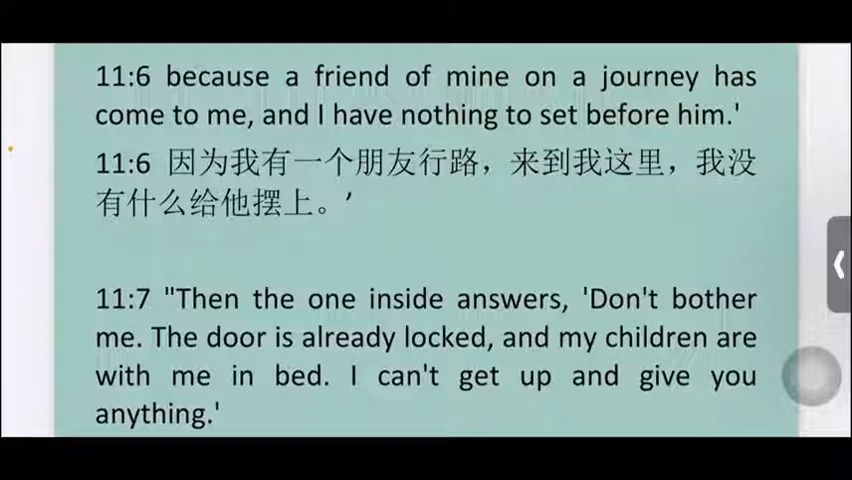 11:6 because a friend of mine on a journey has
come to me, and I have nothing to set before him.'
11:6 因为我有一个朋友行路，来到我这里，我没
有什么给他摆上。’
11:7 "Then the one inside answers, 'Don't bother
me. The door is already locked, and my children are
with me in bed. I can't get up and give you
anything.'